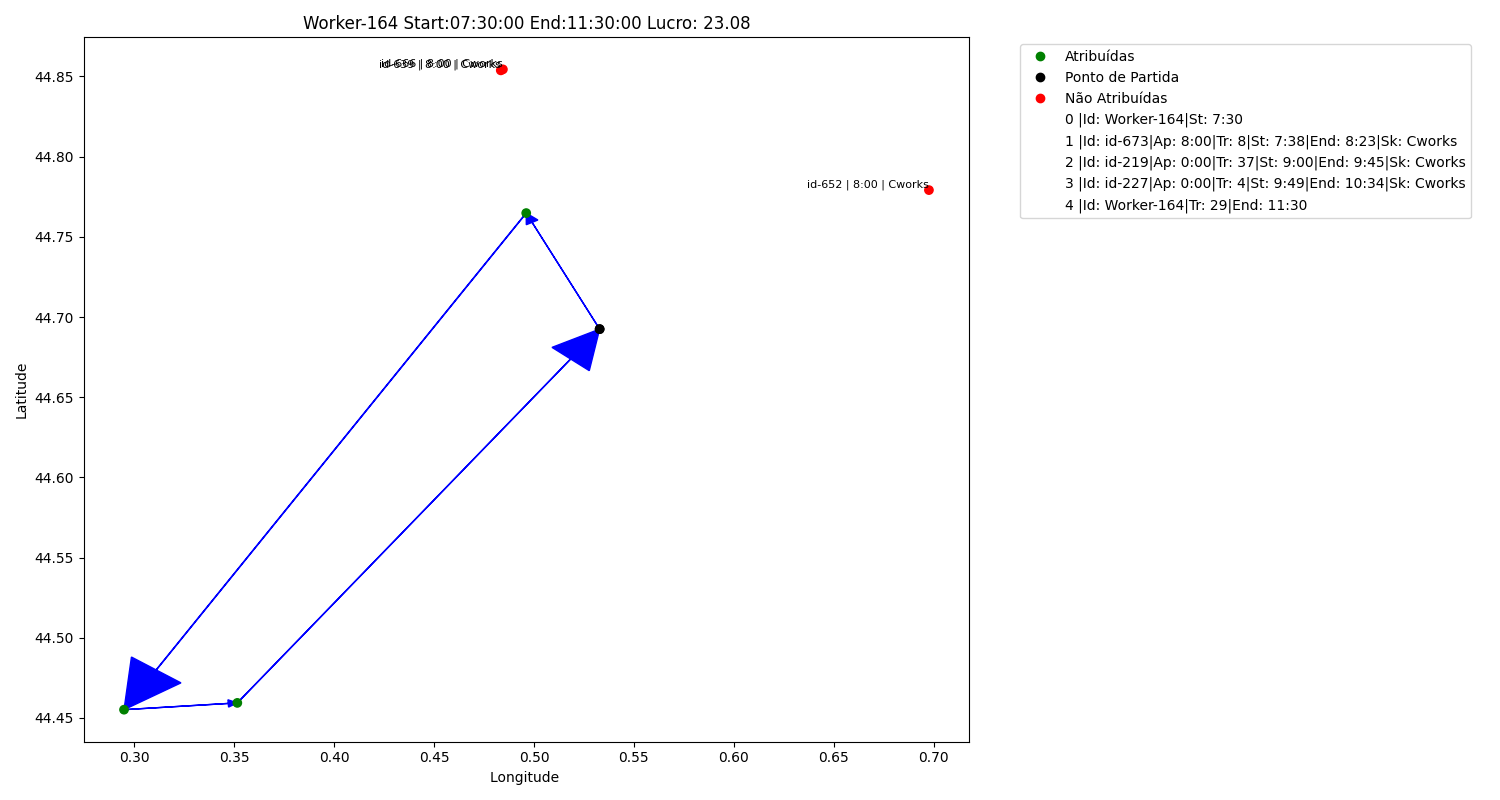 Worker-164 Start:07:30:00 End:11:30:00 Lucro: 23.08
Latitude
44.85
44.80
44.75
44.70
44.65
44.60
44.55
44.50
44.45
| 8:00 | Cworks
id-652 | 8:00 | Cworks
0.30 0.35 0.40 0.45 0.50 0.55 0.60 0.65 0.70
Longitude
Atribuídas
Ponto de Partida
Não Atribuídas
0 |Id: Worker-164|St: 7:30
1 |Id: id-673|Ap: 8:00|Tr: 8|St: 7:38|End: 8:23|Sk: Cworks
2 |Id: id-219|Ap: 0:00|Tr: 37|St: 9:00|End: 9:45|Sk: Cworks
3 |Id: id-227|Ap: 0:00|Tr: 4|St: 9:49|End: 10:34|Sk: Cworks
4 |Id: Worker-164|Tr: 29|End: 11:30